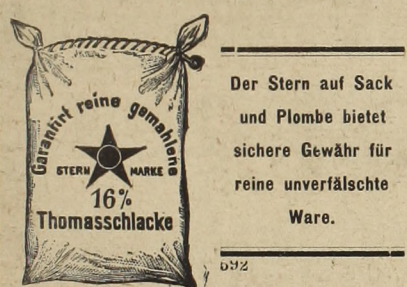 Garantirt reine gemahlene
STERN MARKE
16%
Thomasschlacke
Der Stern auf Sack
und Plombe bietet
sichere Gewähr für
reine unverfälschte
Ware.
692